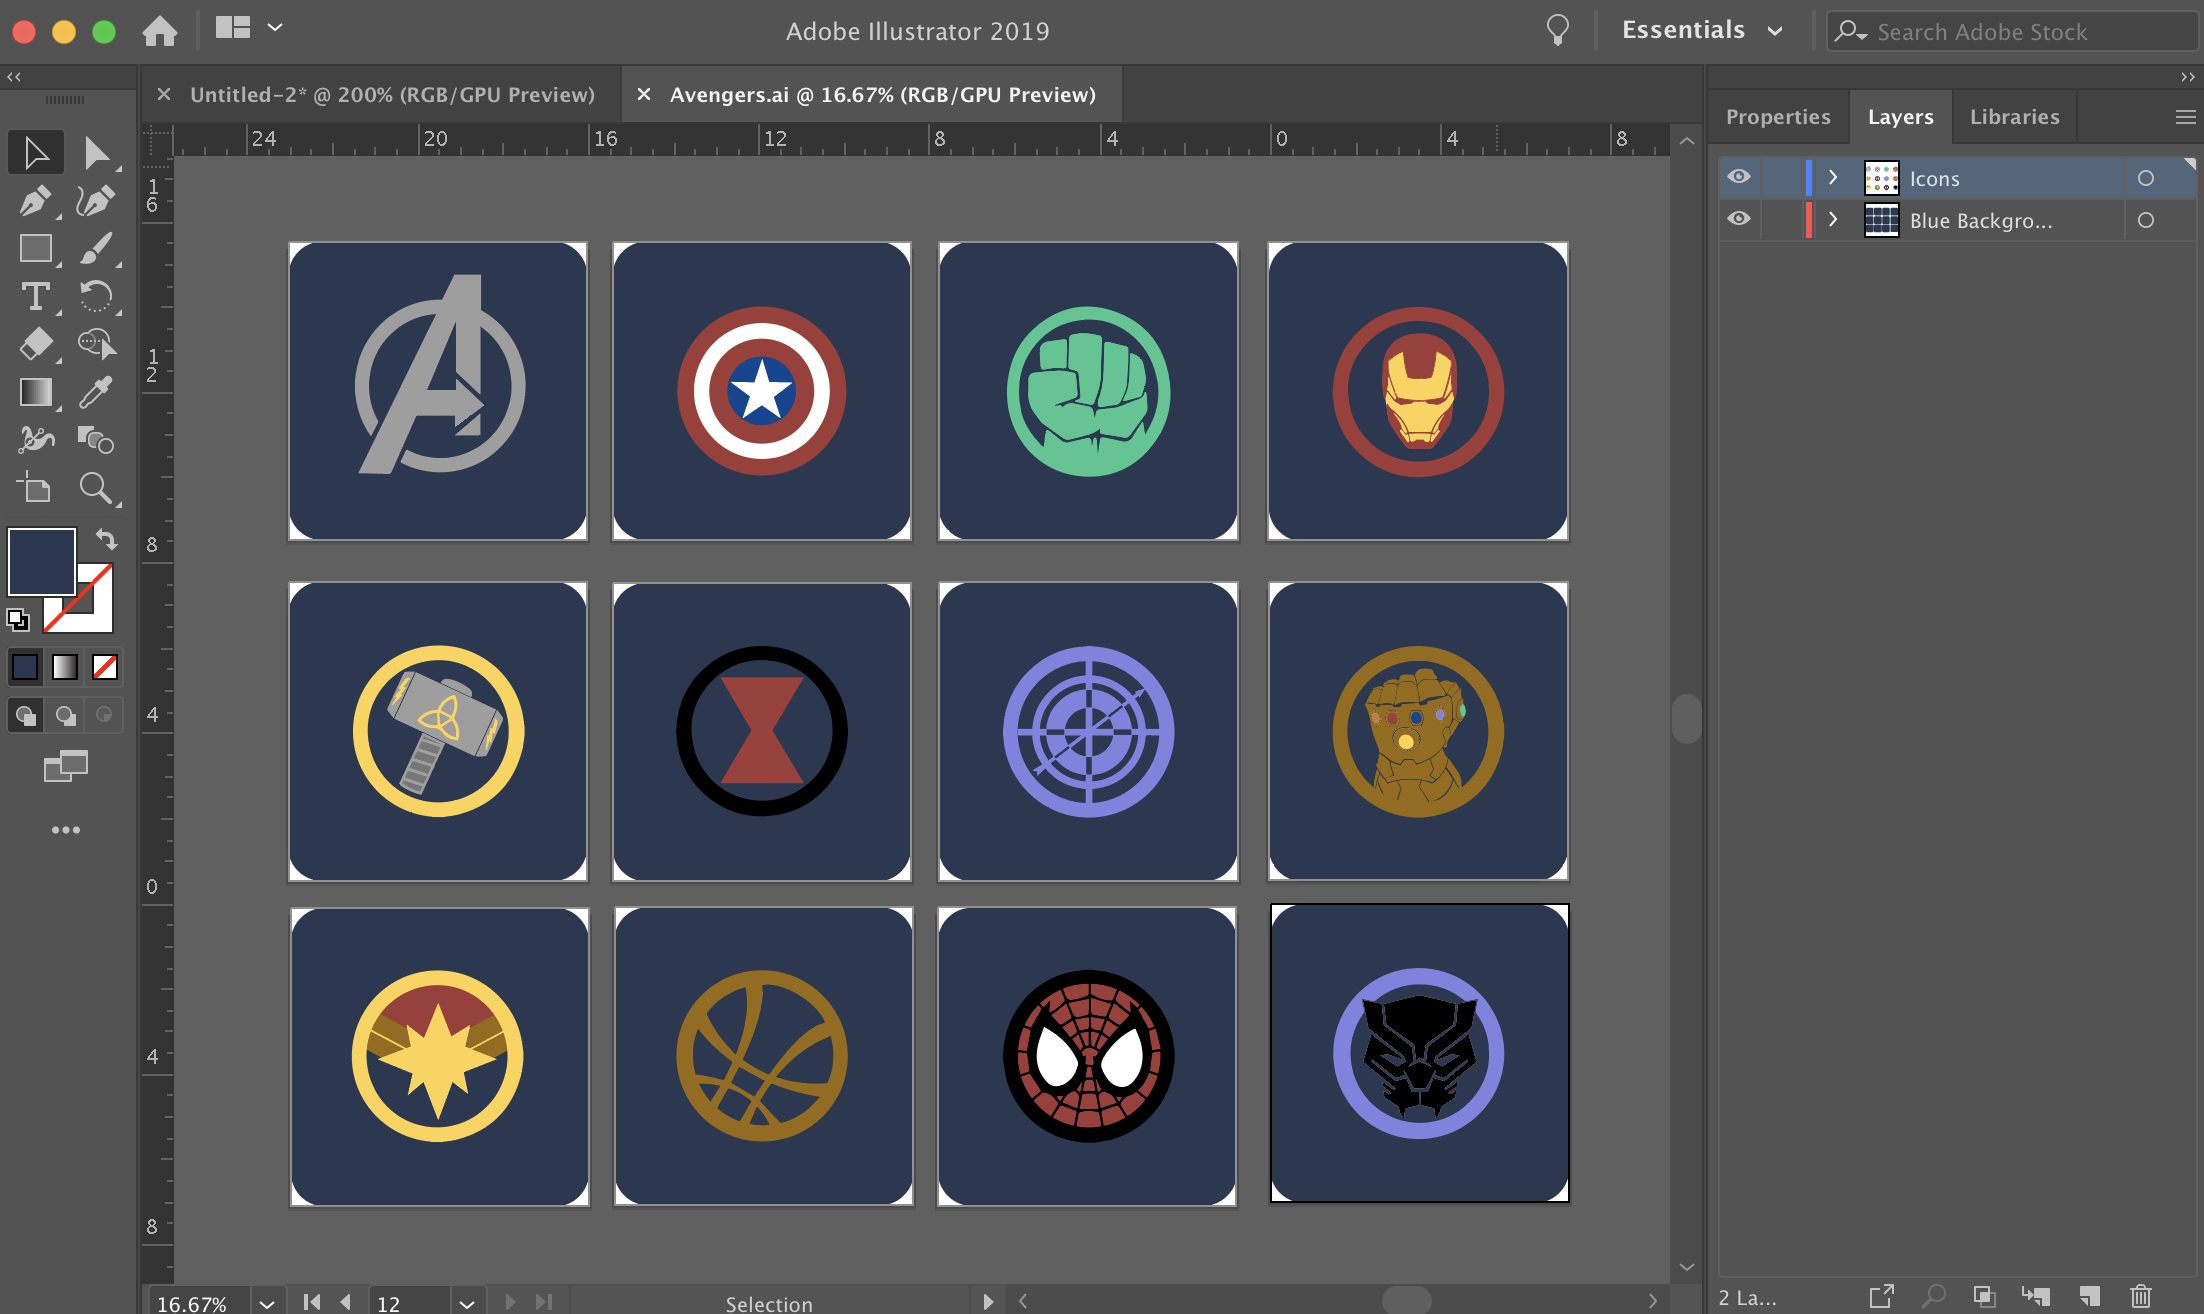 Adobe Illustrator 2019
Essentials
Search Adobe Stock
Untitled-2* @ 200% (RGB/GPU Preview)
Avengers.ai @ 16.67% (RGB/GPU Preview)
Properties
Layers
Libraries
24 20 16 12 8 4 0 4 8
16
12
8
4
0
4
8
Icons
Blue Backgro...
16.67%
12
Selection
2 La...